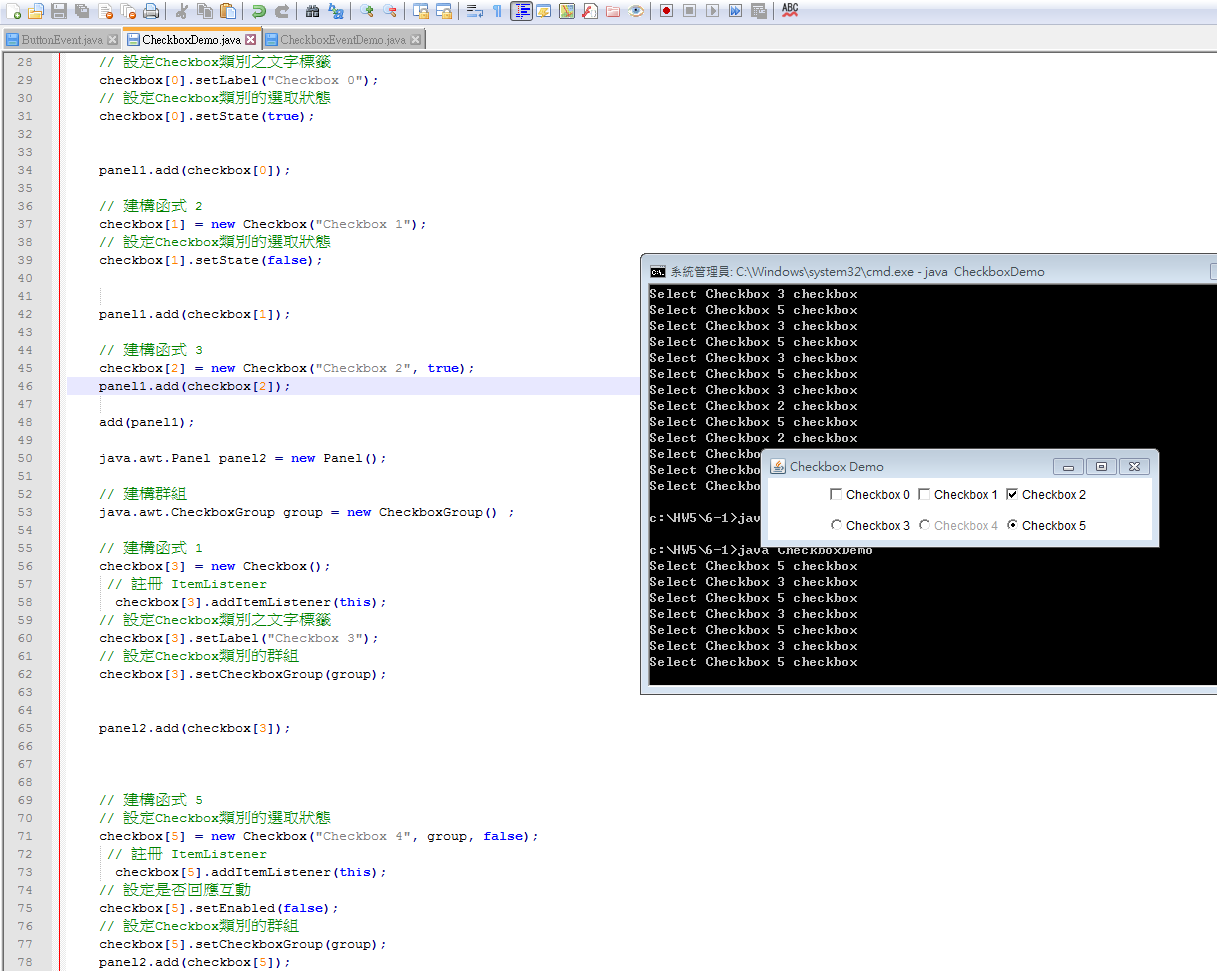 ABC
ButtonEvent.java
CheckboxDemo.java
CheckboxEventDemo.java
28 // 設定Checkbox類別之文字標籤
29 checkbox[0].setLabel("Checkbox 0");
30 // 設定Checkbox類別的選取狀態
31 checkbox[0].setState(true);
32
33
34 panel1.add(checkbox[0]);
35
36 // 建構函式 2
37 checkbox[1] = new Checkbox("Checkbox 1");
38 // 設定Checkbox類別的選取狀態
39 checkbox[1].setState(false);
40
41
42 panel1.add(checkbox[1]);
43
44 // 建構函式 3
45 checkbox[2] = new Checkbox("Checkbox 2", true);
46 panel1.add(checkbox[2]);
47
48 add(panel1);
49
50 java.awt.Panel panel2 = new Panel();
51
52 // 建構群組
53 java.awt.CheckboxGroup group = new CheckboxGroup() ;
54
55 // 建構函式 1
56 checkbox[3] = new Checkbox();
57 // 註冊 ItemListener
58 checkbox[3].addItemListener(this);
59 // 設定Checkbox類別之文字標籤
60 checkbox[3].setLabel("Checkbox 3");
61 // 設定Checkbox類別的群組
62 checkbox[3].setCheckboxGroup(group);
63
64
65 panel2.add(checkbox[3]);
66
67
68
69 // 建構函式 5
70 // 設定Checkbox類別的選取狀態
71 checkbox[5] = new Checkbox("Checkbox 4", group, false);
72 // 註冊 ItemListener
73 checkbox[5].addItemListener(this);
74 // 設定是否回應互動
75 checkbox[5].setEnabled(false);
76 // 設定Checkbox類別的群組
77 checkbox[5].setCheckboxGroup(group);
78 panel2.add(checkbox[5]);
系統管理員: C:\Windows\system32\cmd.exe - java CheckboxDemo
Select Checkbox 3 checkbox
Select Checkbox 5 checkbox
Select Checkbox 3 checkbox
Select Checkbox 5 checkbox
Select Checkbox 3 checkbox
Select Checkbox 5 checkbox
Select Checkbox 3 checkbox
Select Checkbox 2 checkbox
Select Checkbox 5 checkbox
Select Checkbox 2 checkbox
Select
Select
Select
c:\HW5\6-1>
c:\HW5\6-1>java CheckboxDemo
Select Checkbox 5 checkbox
Select Checkbox 3 checkbox
Select Checkbox 5 checkbox
Select Checkbox 3 checkbox
Select Checkbox 5 checkbox
Select Checkbox 3 checkbox
Select Checkbox 5 checkbox
Checkbox Demo
Checkbox 0 Checkbox 1 Checkbox 2
Checkbox 3 Checkbox 4 Checkbox 5